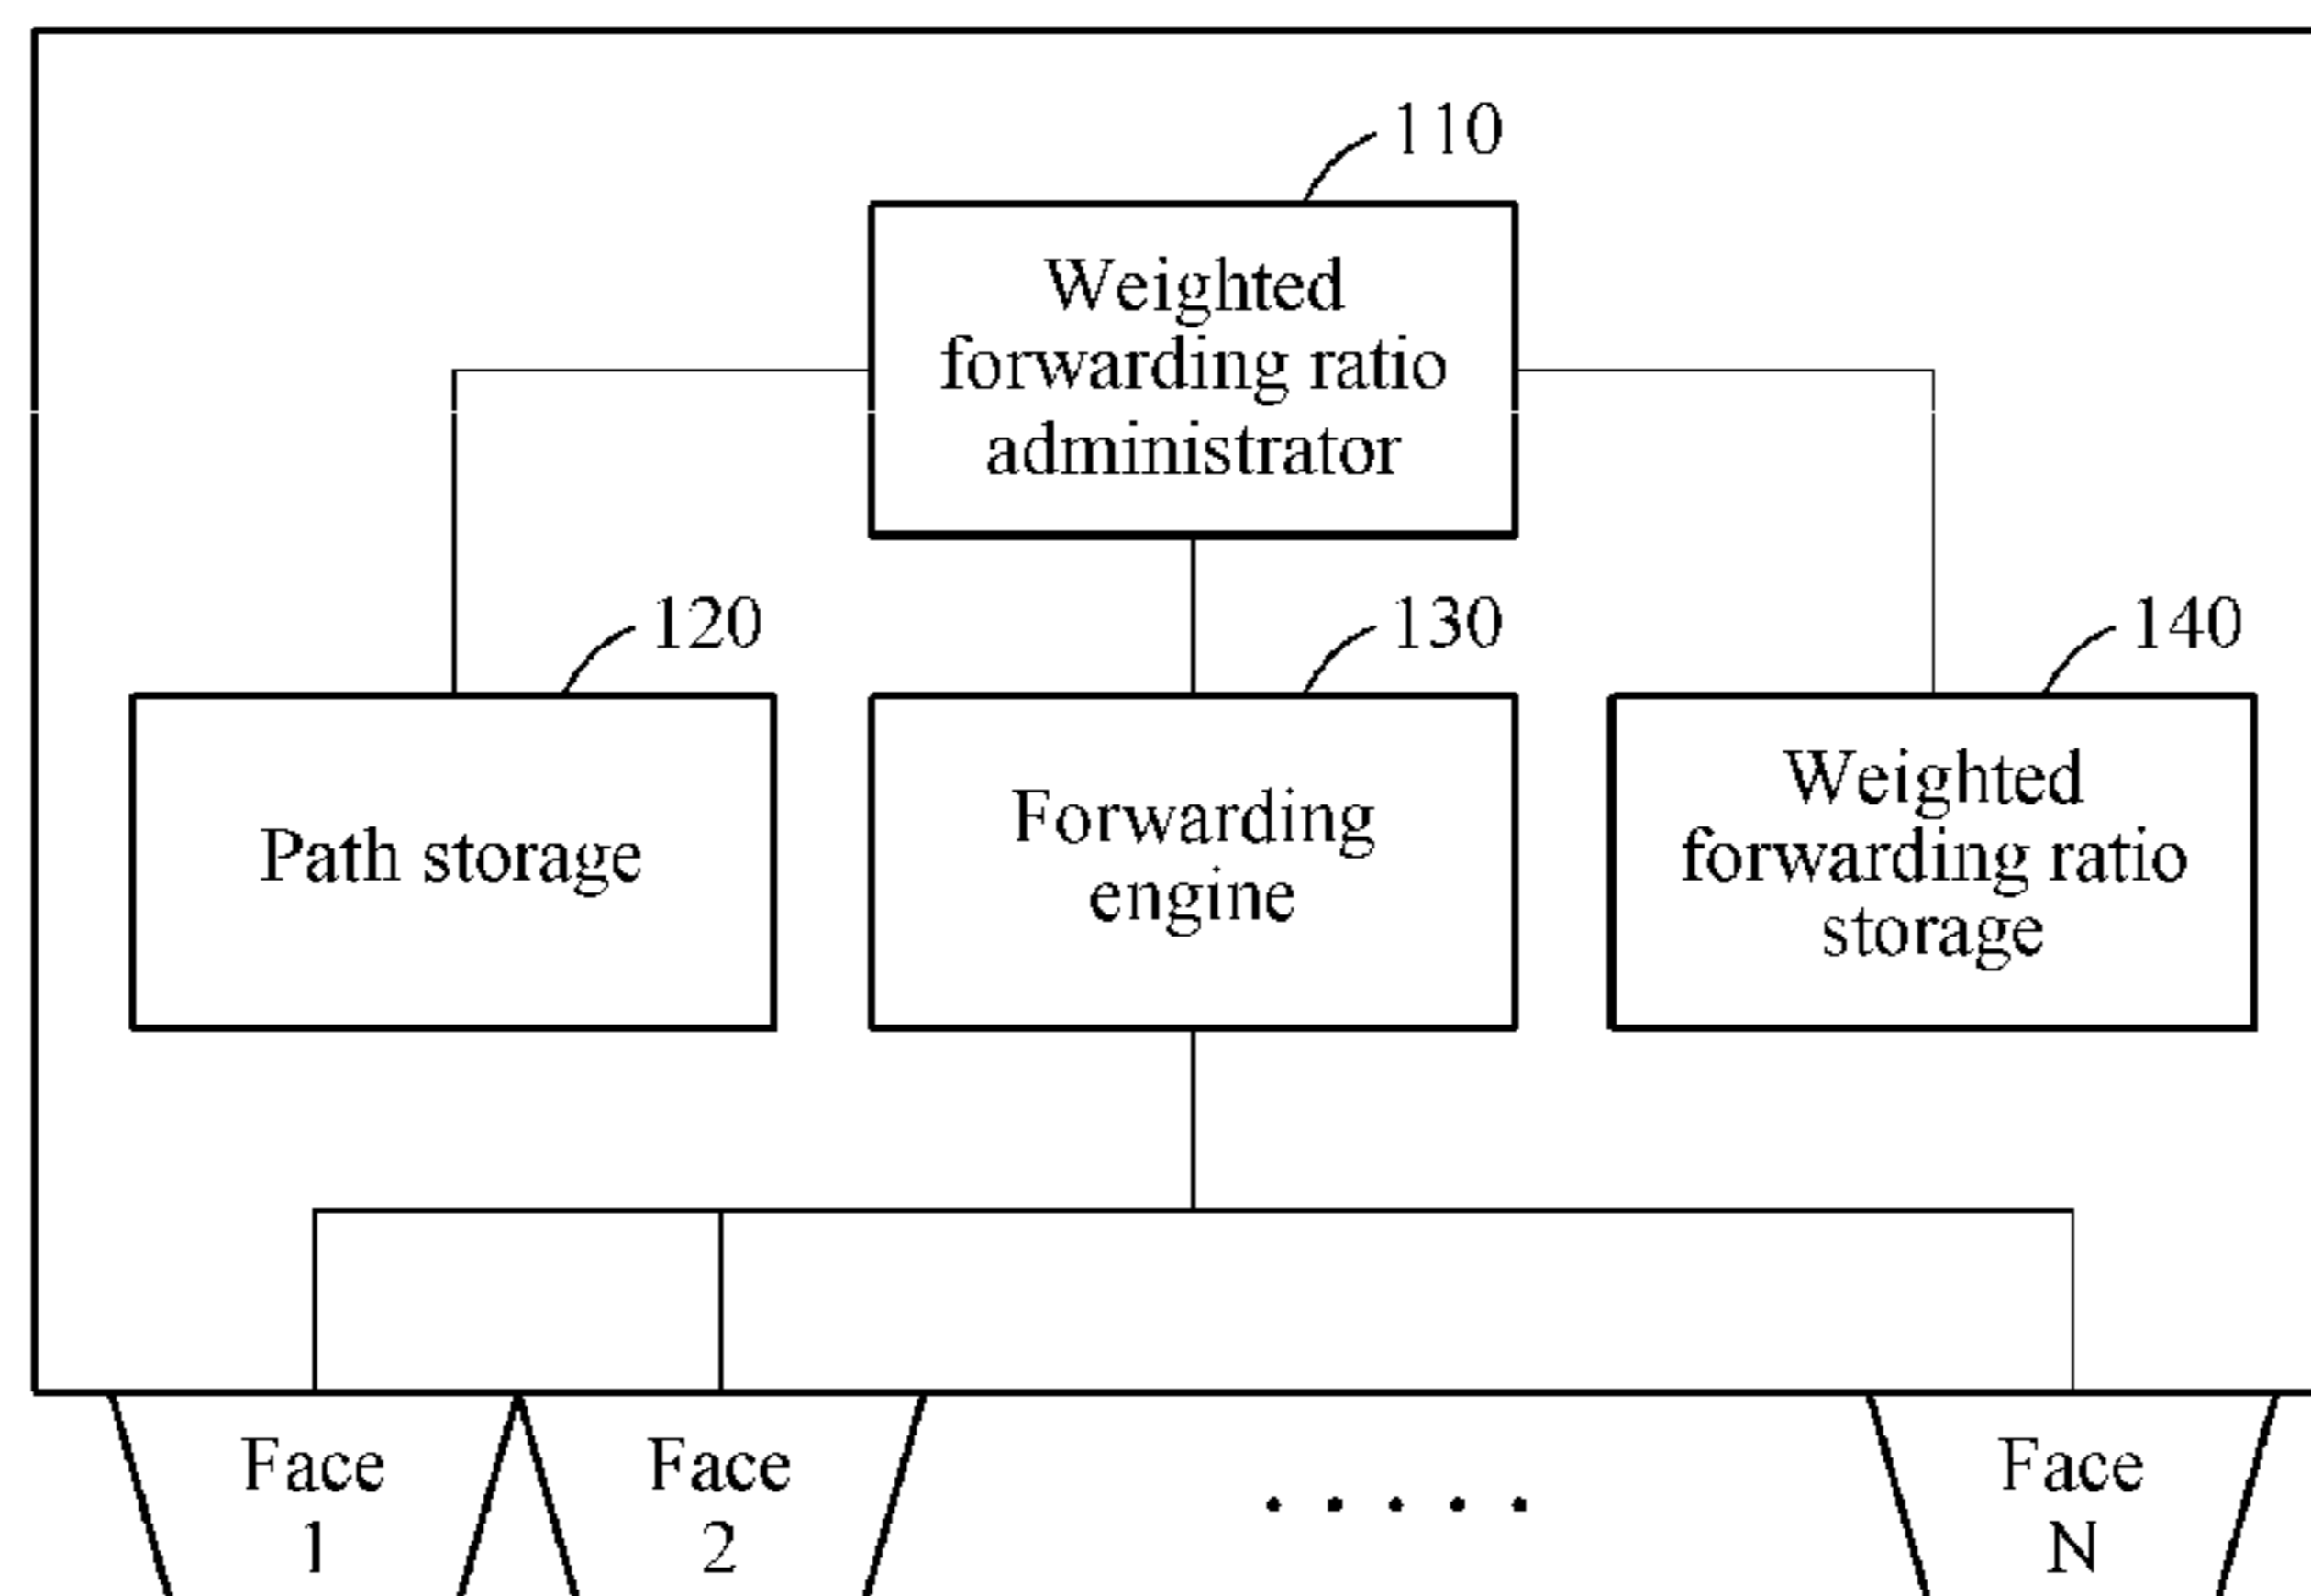 110
Weighted
forwarding ratio
administrator
120
130
140
Path storage
Forwarding
engine
Weighted
forwarding ratio
storage
Face
1
Face
2
.....
Face
N